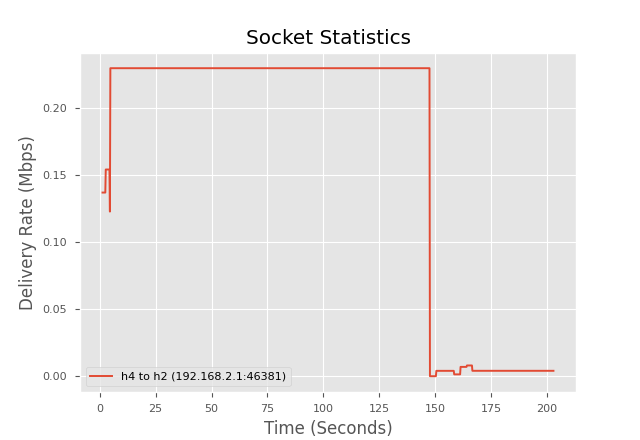 Socket Statistics
Delivery Rate (Mbps)
0.20
0.15
0.10
0.05
0.00
h4 to h2 (192.168.2.1:46381)
0 25 50 75 100 125 150 175 200
Time (Seconds)